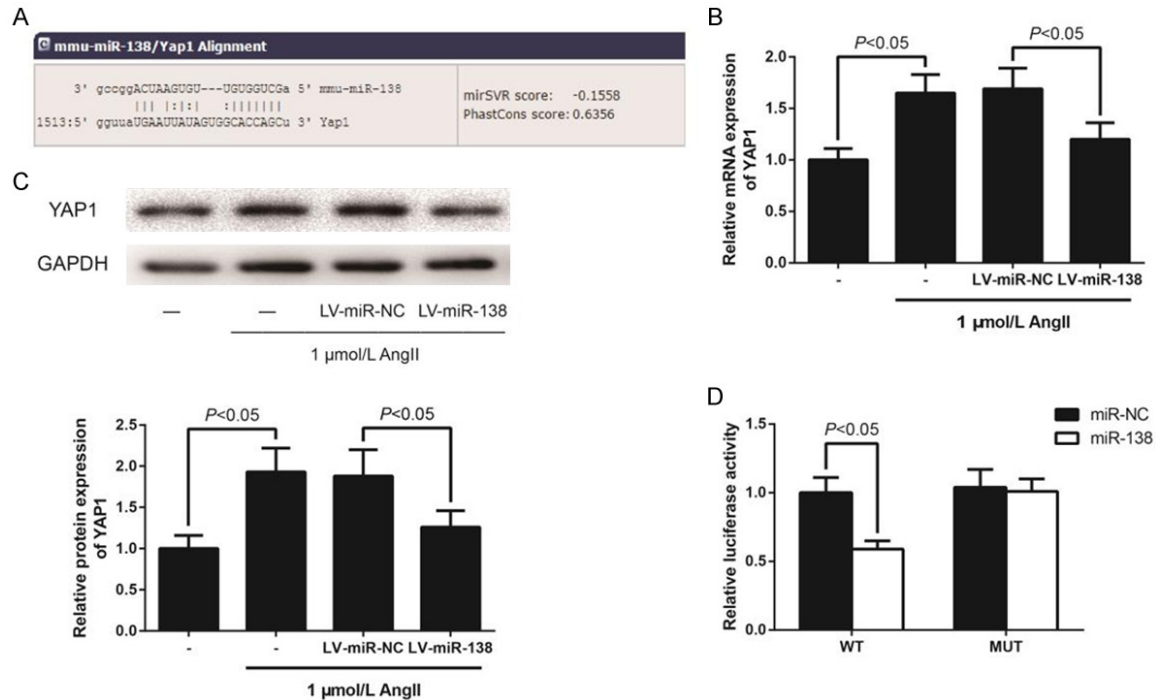 A
mmu-miR-138/Yap1 Alignment
3' gccggACUAAGUGU---UGUGGUCGa 5' mmu-miR-138
||| |:|:| :|||||||
1513:5' gguuaUGAAUUAUAGUGGCACCAGCu 3' Yap1
mirSVR score: -0.1558
PhastCons score: 0.6356
B
Relative mRNA expression
of YAP1
2.0
1.5
1.0
0.5
0.0
P<0.05
P<0.05
- - LV-miR-NC LV-miR-138
1 μmol/L AngII
C
YAP1
GAPDH
— — LV-miR-NC LV-miR-138
1 μmol/L AngII
Relative protein expression
of YAP1
2.5
2.0
1.5
1.0
0.5
0.0
P<0.05
P<0.05
- - LV-miR-NC LV-miR-138
1 μmol/L AngII
D
Relative luciferase activity
1.5
1.0
0.5
0.0
P<0.05
WT MUT
miR-NC
miR-138